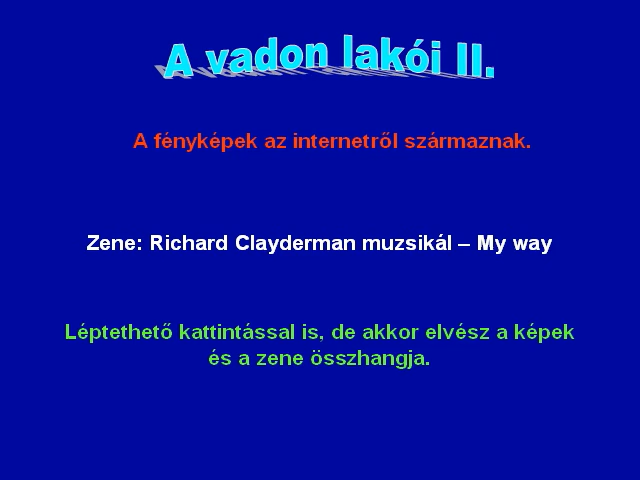 A vadon lakói II.
A fényképek az internetről származnak.
Zene: Richard Clayderman muzsikál – My way
Léptethető kattintással is, de akkor elvész a képek
és a zene összhangja.